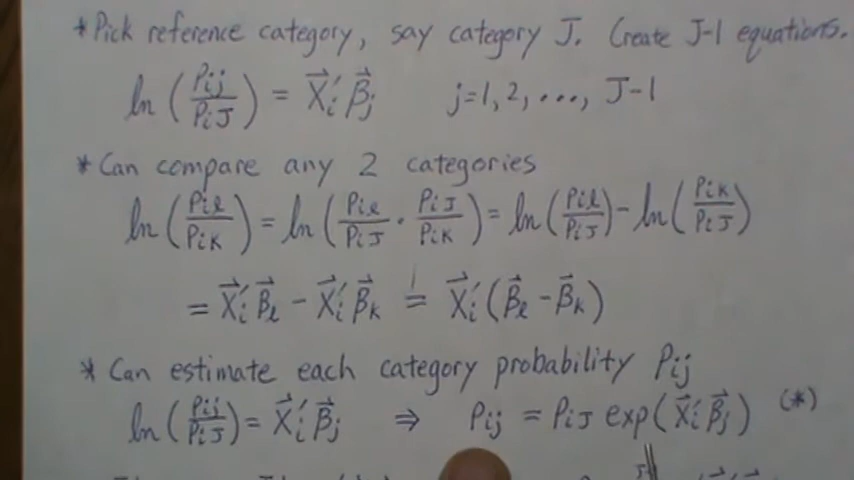 * Pick reference category, say category J. Create J-1 equations.
ln (Pij/PiJ) = X⃗i′ β⃗j j=1, 2, ..., J-1
* Can compare any 2 categories
ln (Piℓ/PiK) = ln (Piℓ/PiJ · PiJ/PiK) = ln (Piℓ/PiJ) - ln (PiK/PiJ)
= X⃗i′ β⃗ℓ - X⃗i′ β⃗k = X⃗i′ (β⃗ℓ - β⃗k)
* Can estimate each category probability Pij
ln (Pij/PiJ) = X⃗i′ β⃗j ⇒ Pij = PiJ exp(X⃗i′ β⃗j) (*)